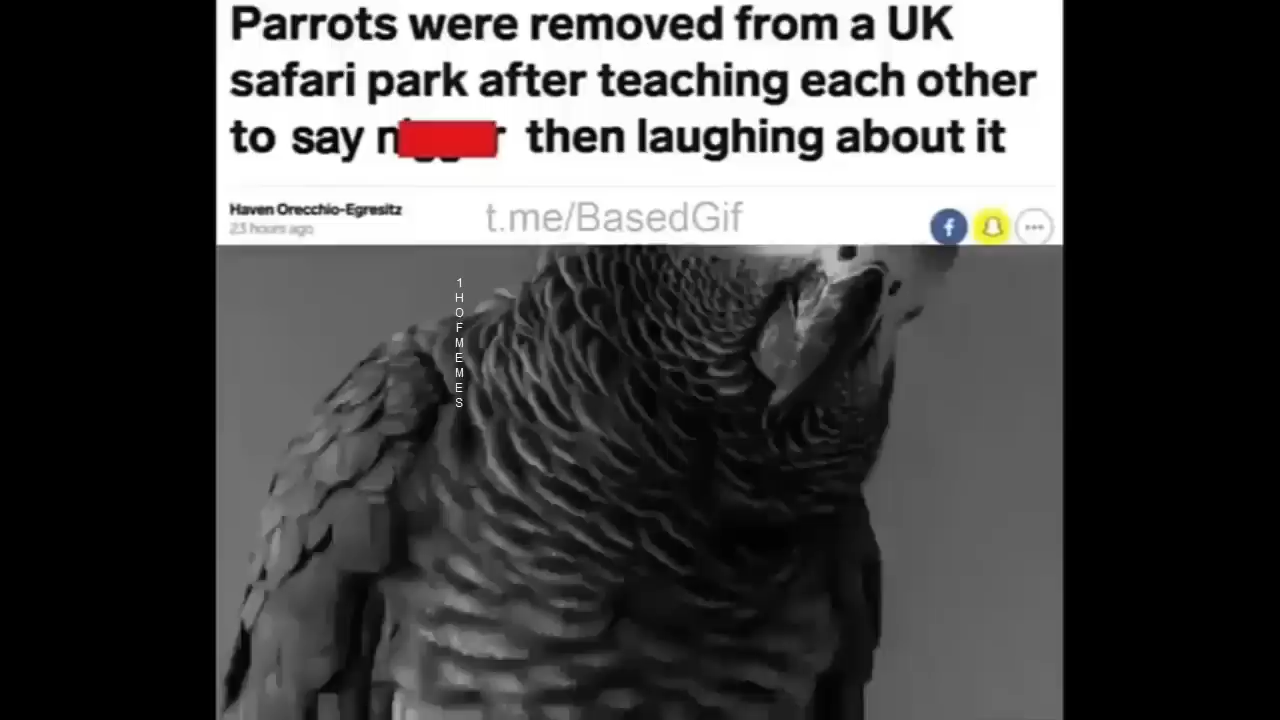 Parrots were removed from a UK
safari park after teaching each other
to say then laughing about it
Haven Orecchio-Egresitz
23 hours ago
t.me/BasedGif
1HOFMEMES